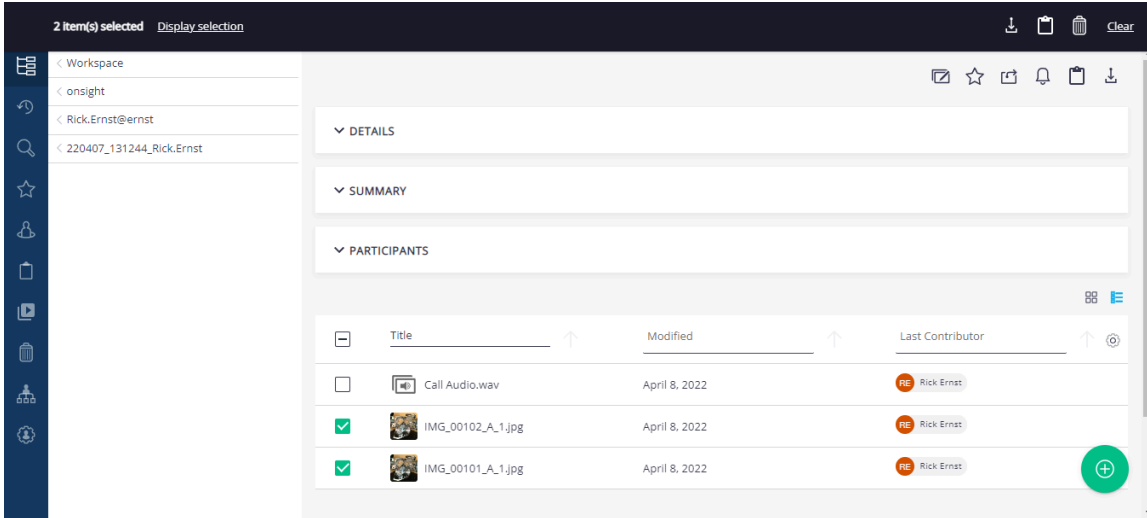 2 item(s) selected Display selection Clear
Workspace
onsight
Rick.Ernst@ernst
220407_131244_Rick.Ernst
DETAILS
SUMMARY
PARTICIPANTS
Title Modified Last Contributor
Call Audio.wav April 8, 2022 RE Rick Ernst
IMG_00102_A_1.jpg April 8, 2022 RE Rick Ernst
IMG_00101_A_1.jpg April 8, 2022 RE Rick Ernst